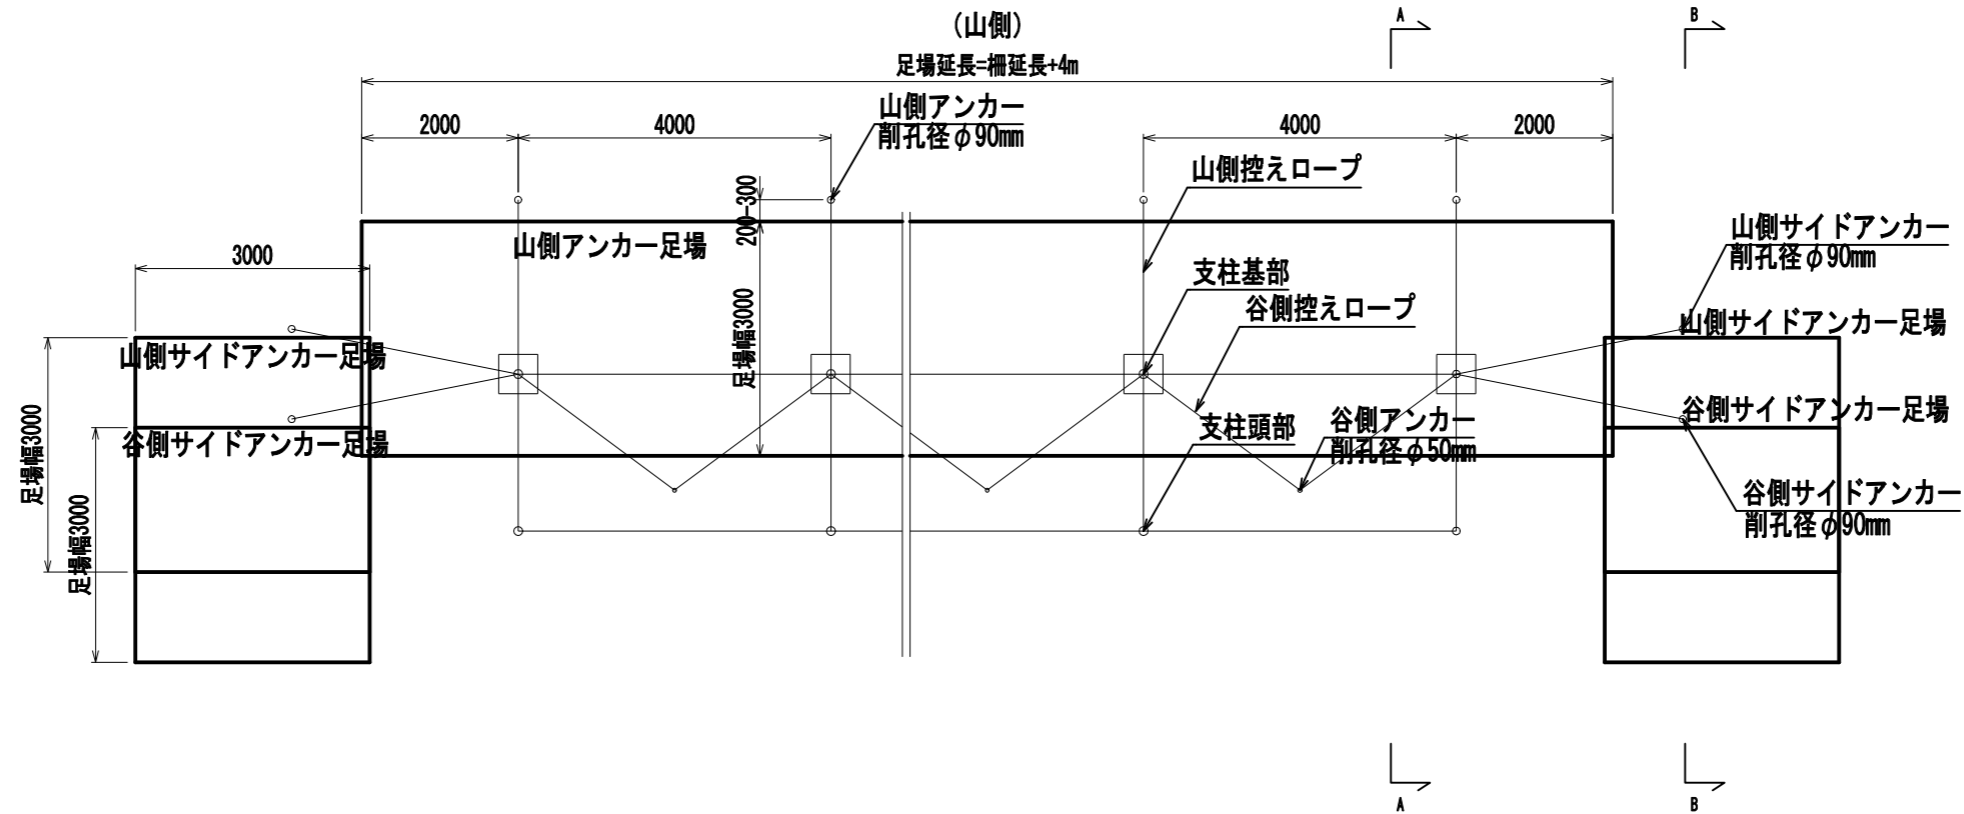 (山側)
A
B
足場延長=柵延長+4m
2000
4000
山側アンカー
削孔径φ90mm
4000
2000
山側控えロープ
200~300
山側アンカー足場
3000
支柱基部
谷側控えロープ
山側サイドアンカー
削孔径φ90mm
足場幅3000
山側サイドアンカー足場
山側サイドアンカー足場
足場幅3000
谷側サイドアンカー足場
足場幅3000
支柱頭部
谷側アンカー
削孔径φ50mm
谷側サイドアンカー足場
谷側サイドアンカー
削孔径φ90mm
A
B